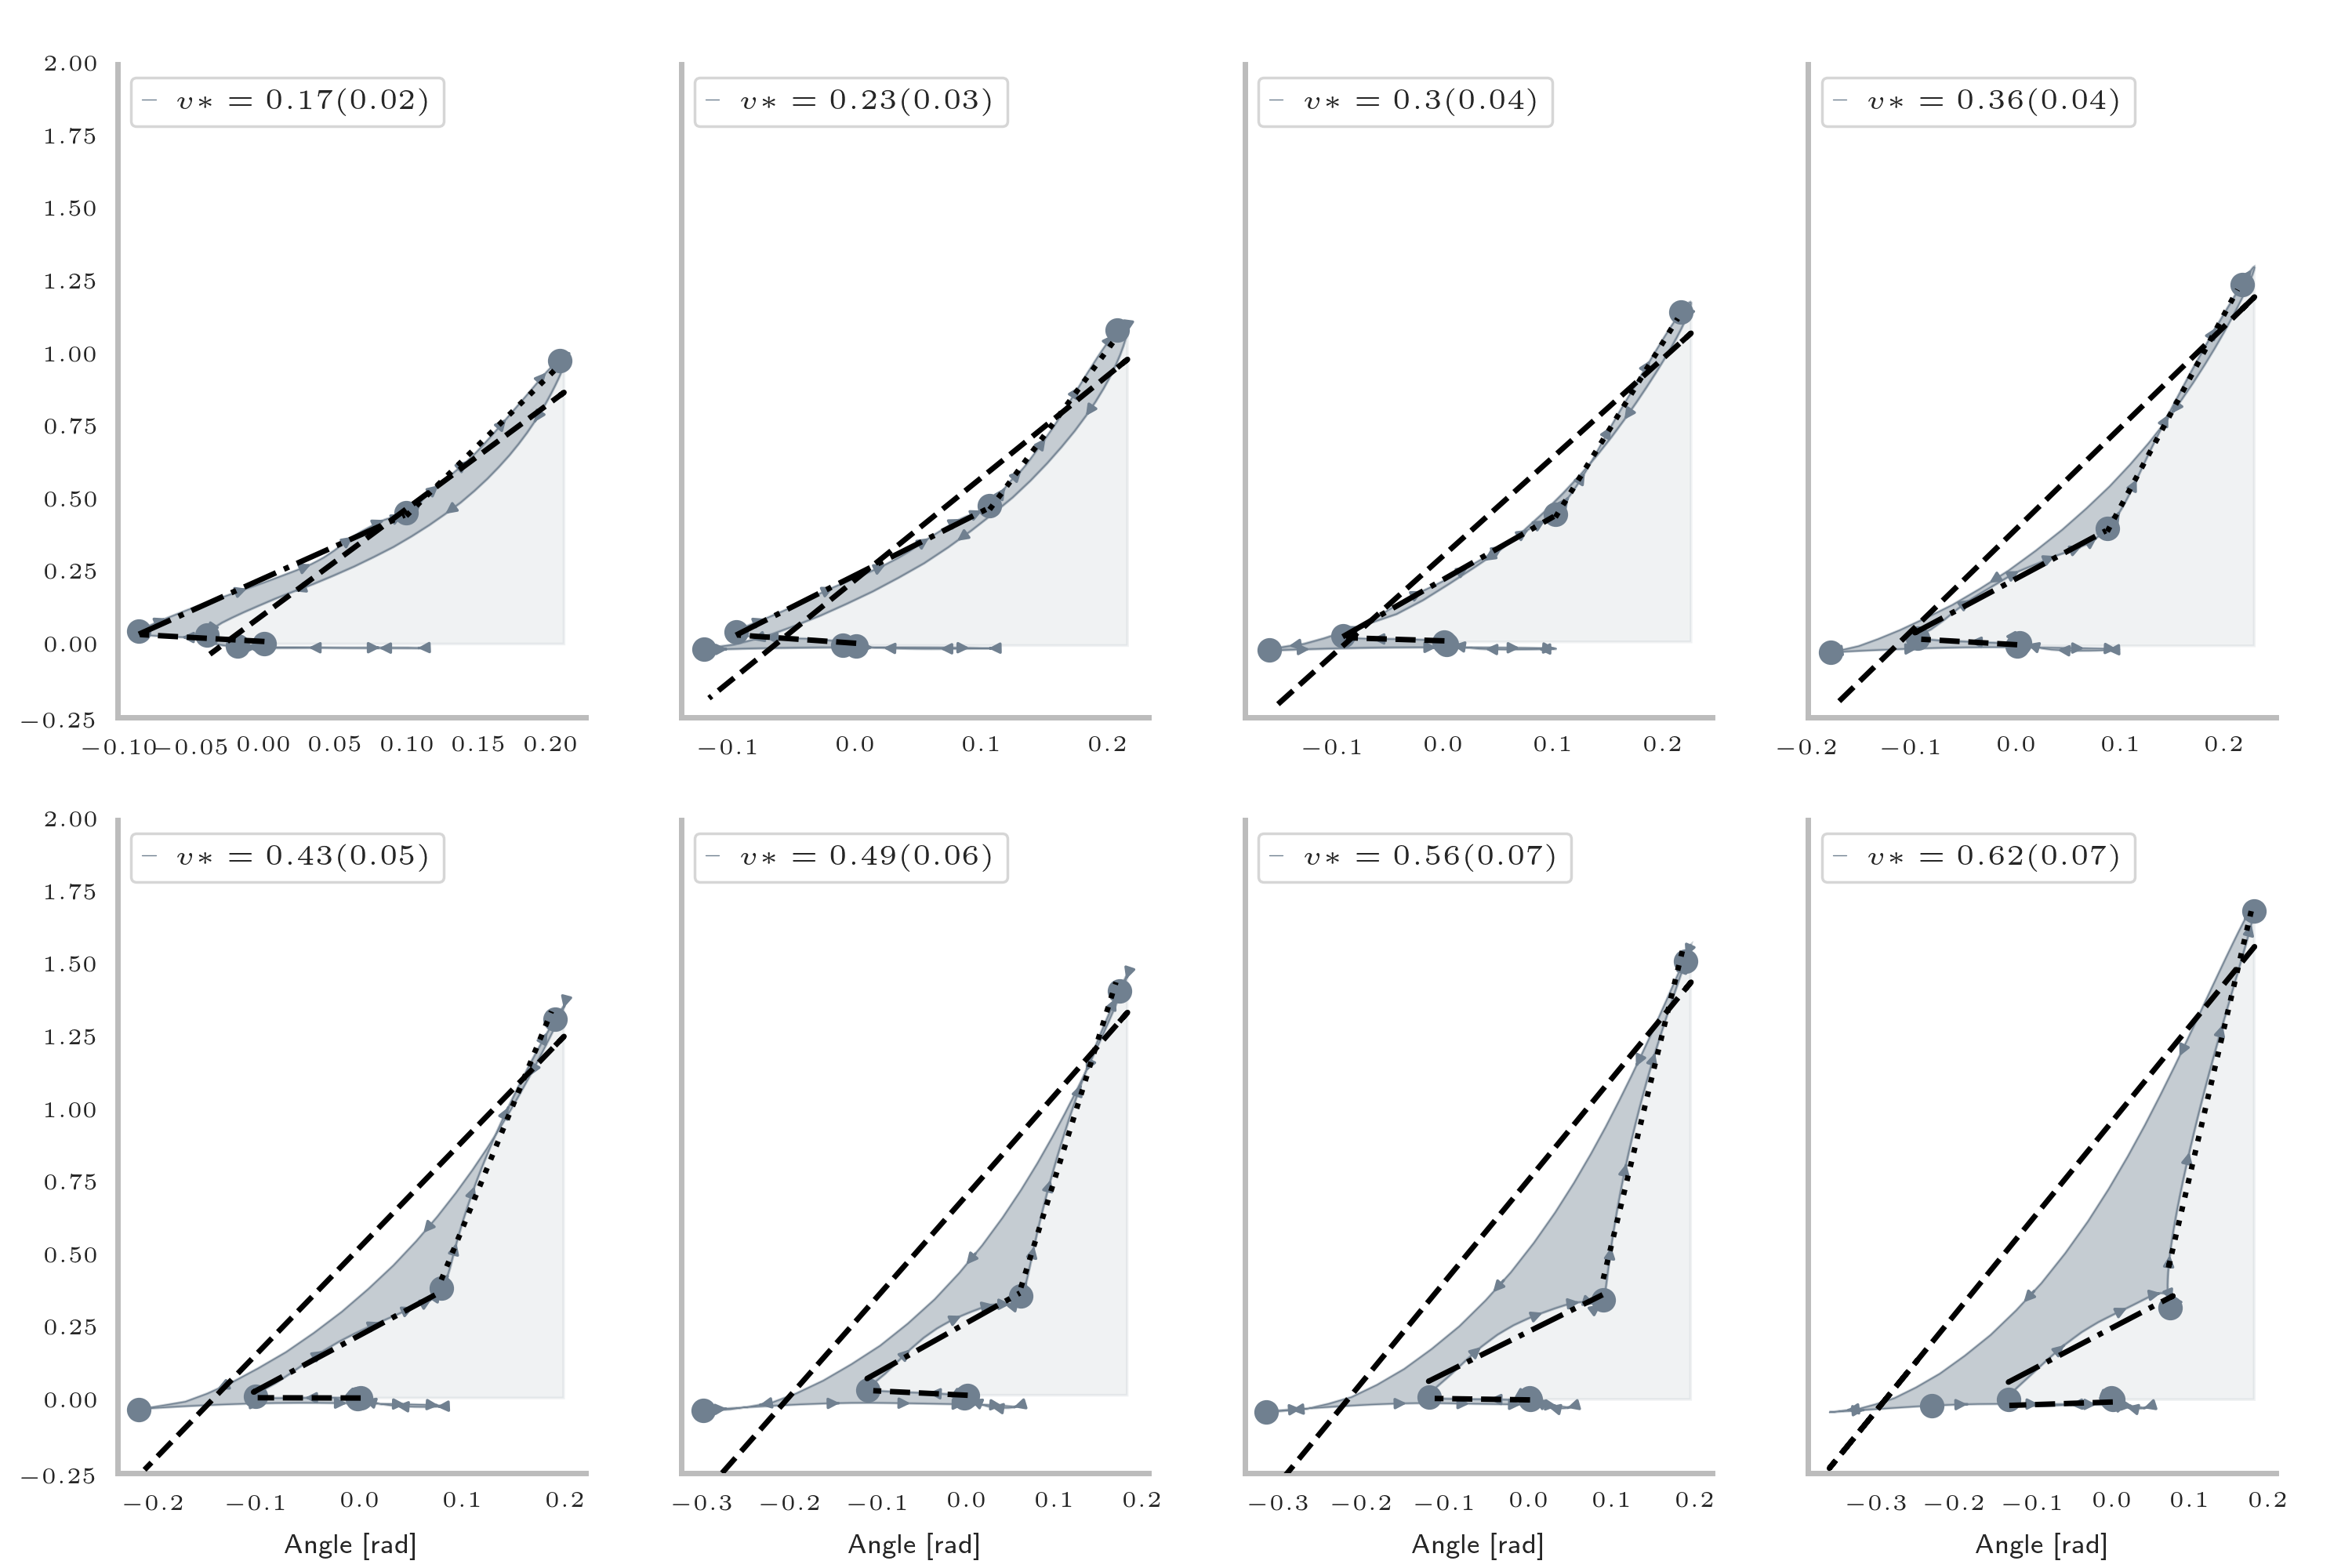 2.00
1.75
1.50
1.25
1.00
0.75
0.50
0.25
0.00
−0.25
v∗ = 0.17(0.02)
−0.10 −0.05 0.00 0.05 0.10 0.15 0.20
v∗ = 0.23(0.03)
−0.1 0.0 0.1 0.2
v∗ = 0.3(0.04)
−0.1 0.0 0.1 0.2
v∗ = 0.36(0.04)
−0.2 −0.1 0.0 0.1 0.2
2.00
1.75
1.50
1.25
1.00
0.75
0.50
0.25
0.00
−0.25
v∗ = 0.43(0.05)
−0.2 −0.1 0.0 0.1 0.2
Angle [rad]
v∗ = 0.49(0.06)
−0.3 −0.2 −0.1 0.0 0.1 0.2
Angle [rad]
v∗ = 0.56(0.07)
−0.3 −0.2 −0.1 0.0 0.1 0.2
Angle [rad]
v∗ = 0.62(0.07)
−0.3 −0.2 −0.1 0.0 0.1 0.2
Angle [rad]